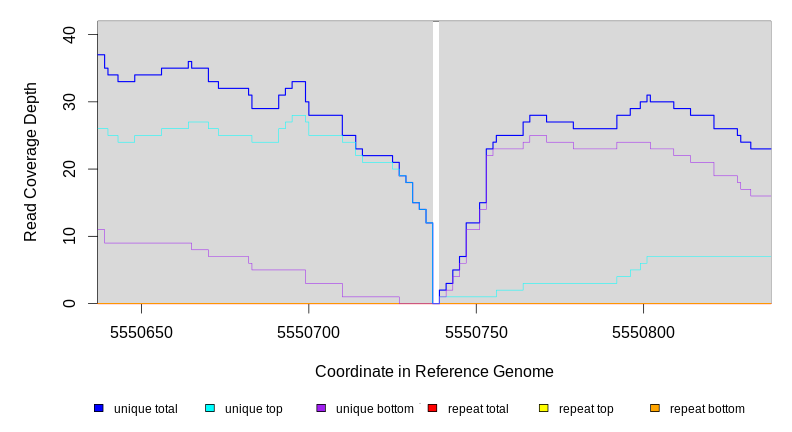 Read Coverage Depth
40
30
20
10
0
5550650 5550700 5550750 5550800
Coordinate in Reference Genome
unique total unique top unique bottom repeat total repeat top repeat bottom